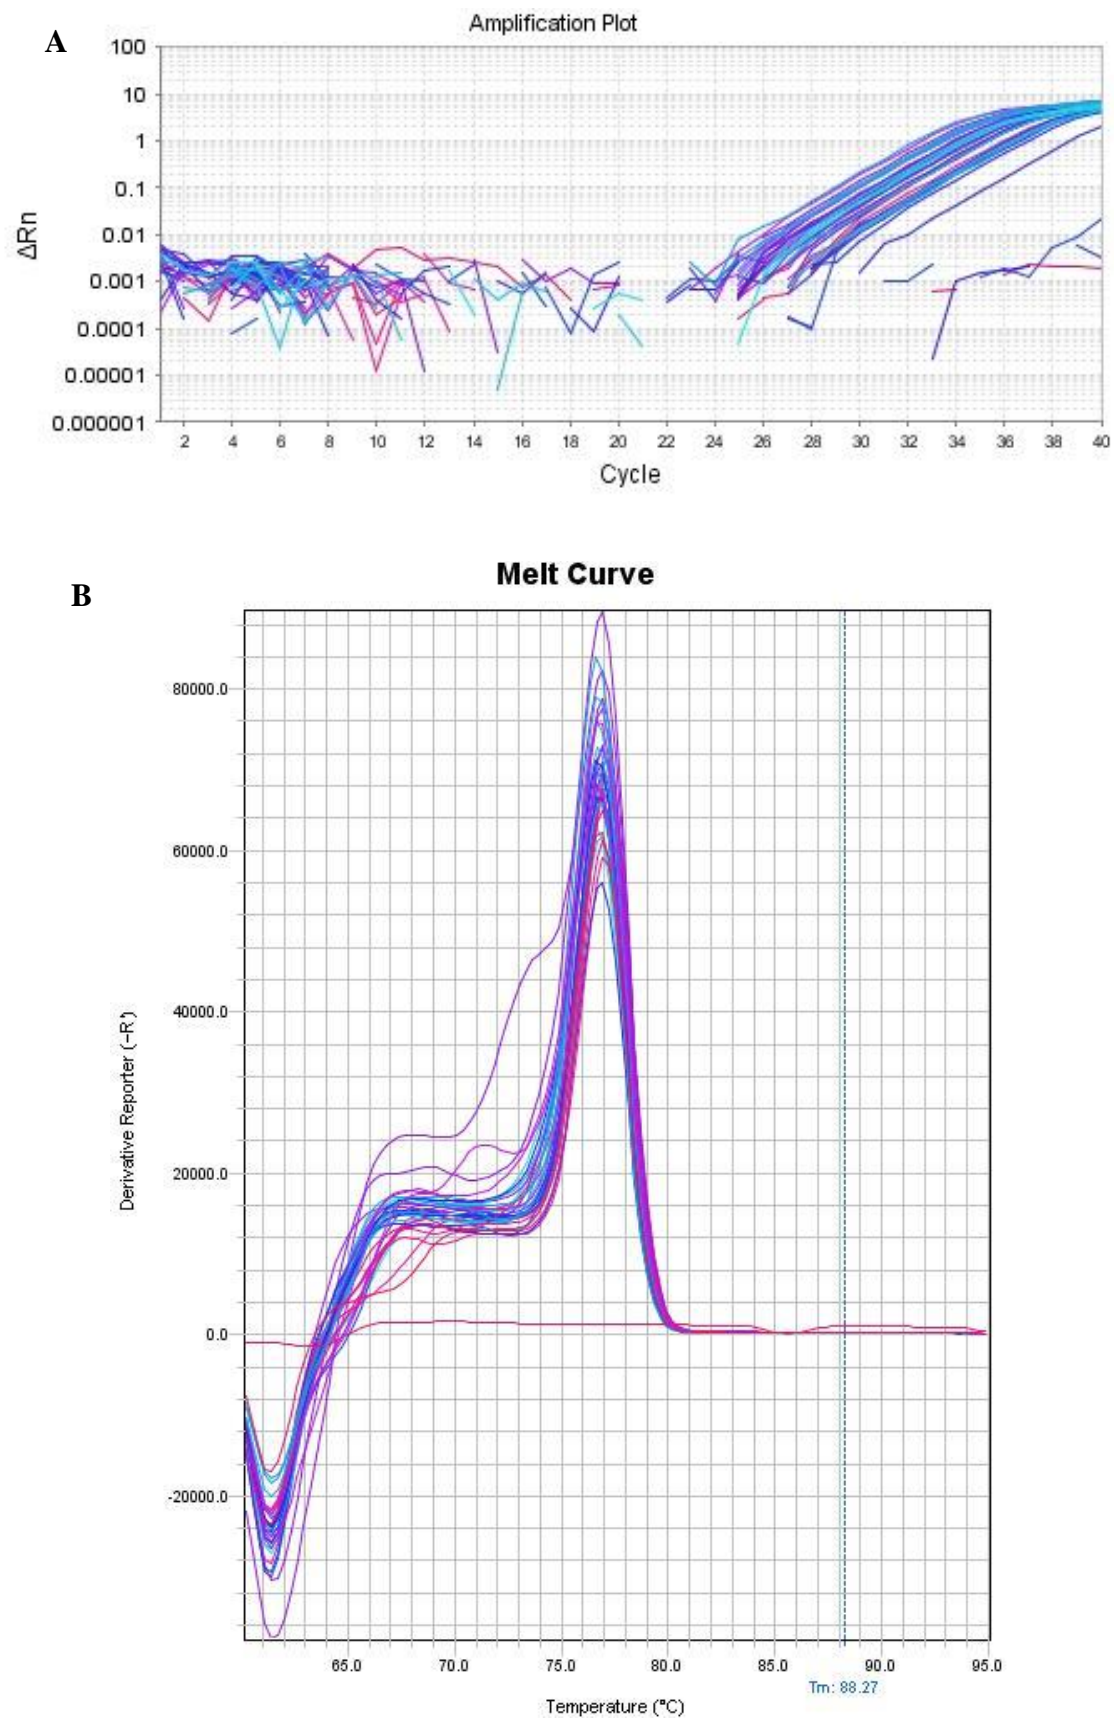 A
Amplification Plot
100
10
1
0.1
0.01
0.001
0.0001
0.00001
0.000001
ΔRn
2 4 6 8 10 12 14 16 18 20 22 24 26 28 30 32 34 36 38 40
Cycle
B
Melt Curve
80000.0
60000.0
40000.0
20000.0
0.0
-20000.0
Derivative Reporter (-R')
65.0 70.0 75.0 80.0 85.0 90.0 95.0
Tm: 88.27
Temperature (°C)